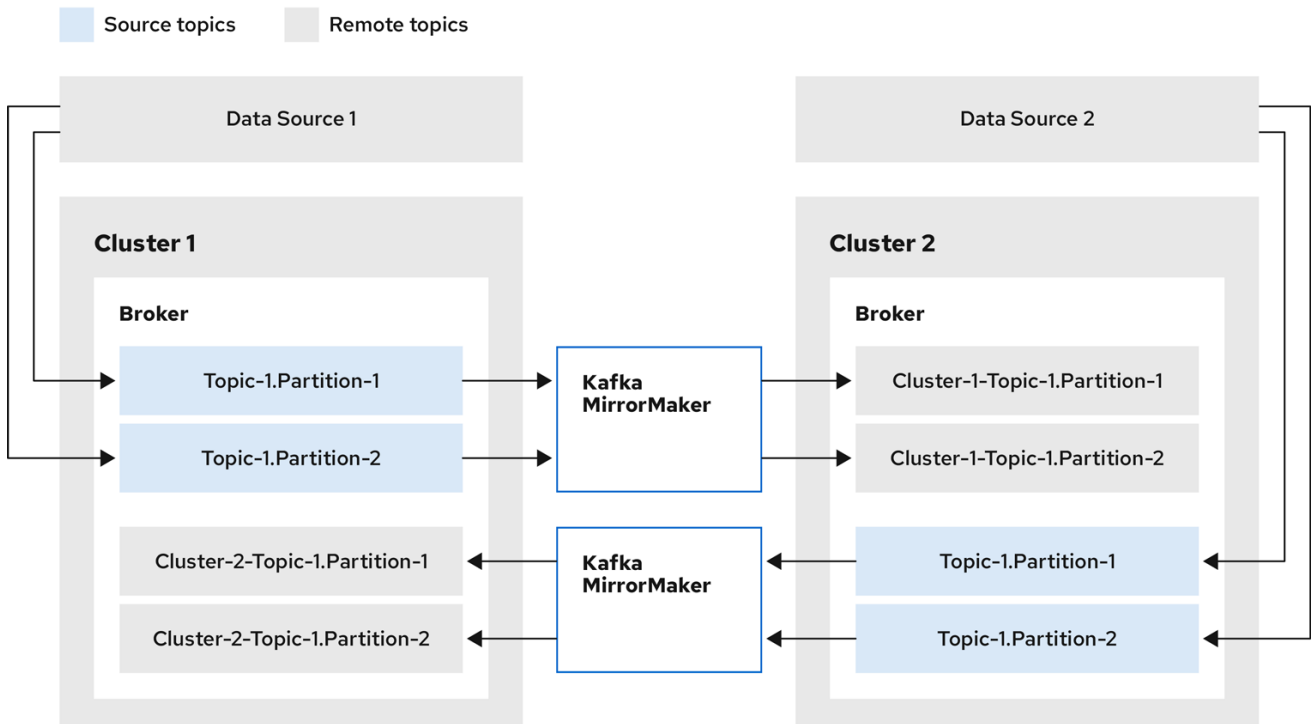 Source topics
Remote topics
Data Source 1
Data Source 2
Cluster 1
Broker
Topic-1.Partition-1
Topic-1.Partition-2
Cluster-2-Topic-1.Partition-1
Cluster-2-Topic-1.Partition-2
Kafka
MirrorMaker
Kafka
MirrorMaker
Cluster 2
Broker
Cluster-1-Topic-1.Partition-1
Cluster-1-Topic-1.Partition-2
Topic-1.Partition-1
Topic-1.Partition-2